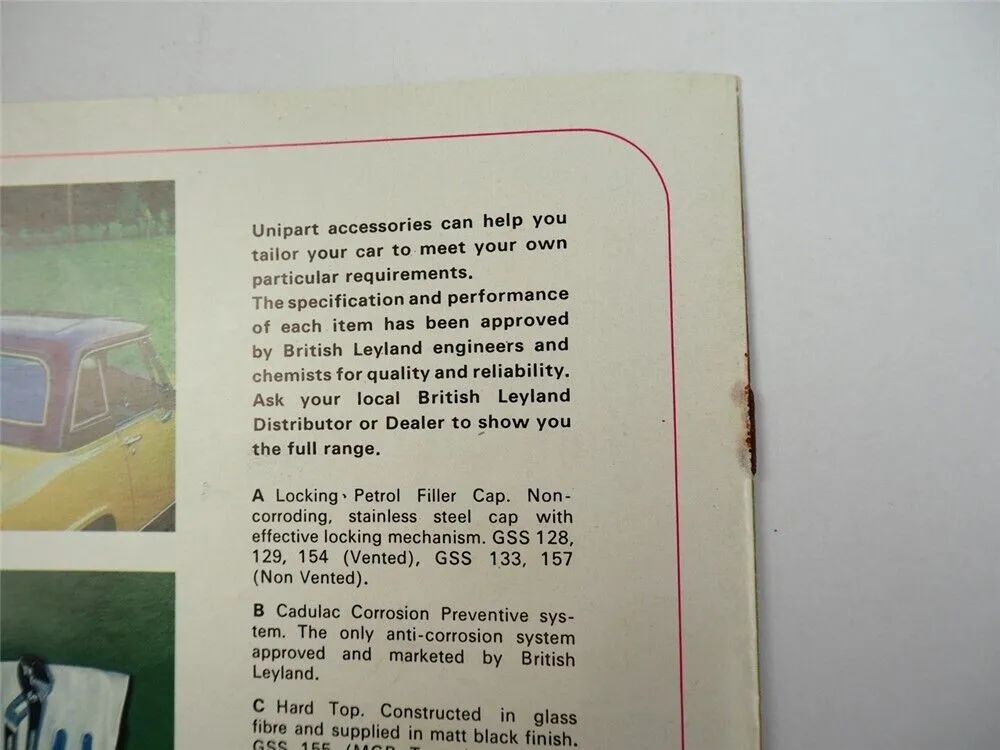 Unipart accessories can help you
tailor your car to meet your own
particular requirements.
The specification and performance
of each item has been approved
by British Leyland engineers and
chemists for quality and reliability.
Ask your local British Leyland
Distributor or Dealer to show you
the full range.
A Locking Petrol Filler Cap. Non-
corroding, stainless steel cap with
effective locking mechanism. GSS 128,
129, 154 (Vented), GSS 133, 157
(Non Vented).
B Cadulac Corrosion Preventive sys-
tem. The only anti-corrosion system
approved and marketed by British
Leyland.
C Hard Top. Constructed in glass
fibre and supplied in matt black finish.
GSS 155 (MGB